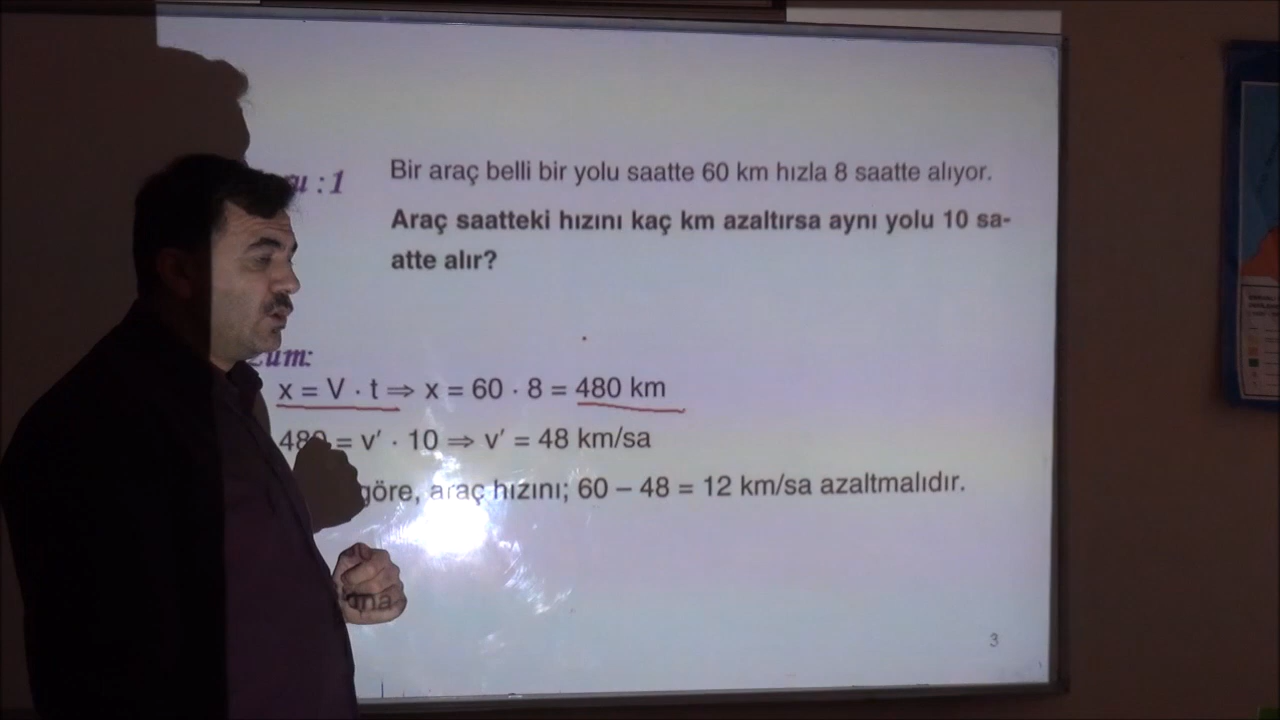 : 1
Bir araç belli bir yolu saatte 60 km hızla 8 saatte alıyor.
Araç saatteki hızını kaç km azaltırsa aynı yolu 10 sa-
atte alır?
x = V · t ⇒ x = 60 · 8 = 480 km
480 = v′ · 10 ⇒ v′ = 48 km/sa
göre, araç hızını; 60 – 48 = 12 km/sa azaltmalıdır.
3